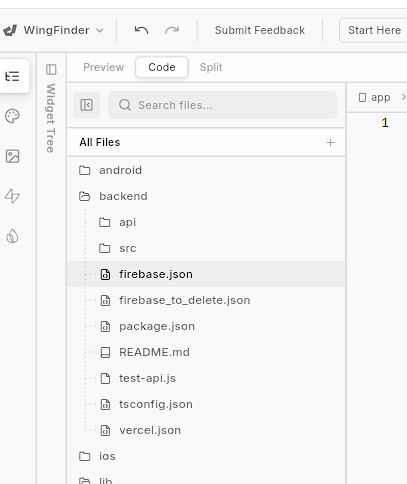 WingFinder
Submit Feedback
Start Here
Preview
Code
Split
Widget Tree
Search files...
app
All Files
1
android
backend
api
src
firebase.json
firebase_to_delete.json
package.json
README.md
test-api.js
tsconfig.json
vercel.json
ios
lib